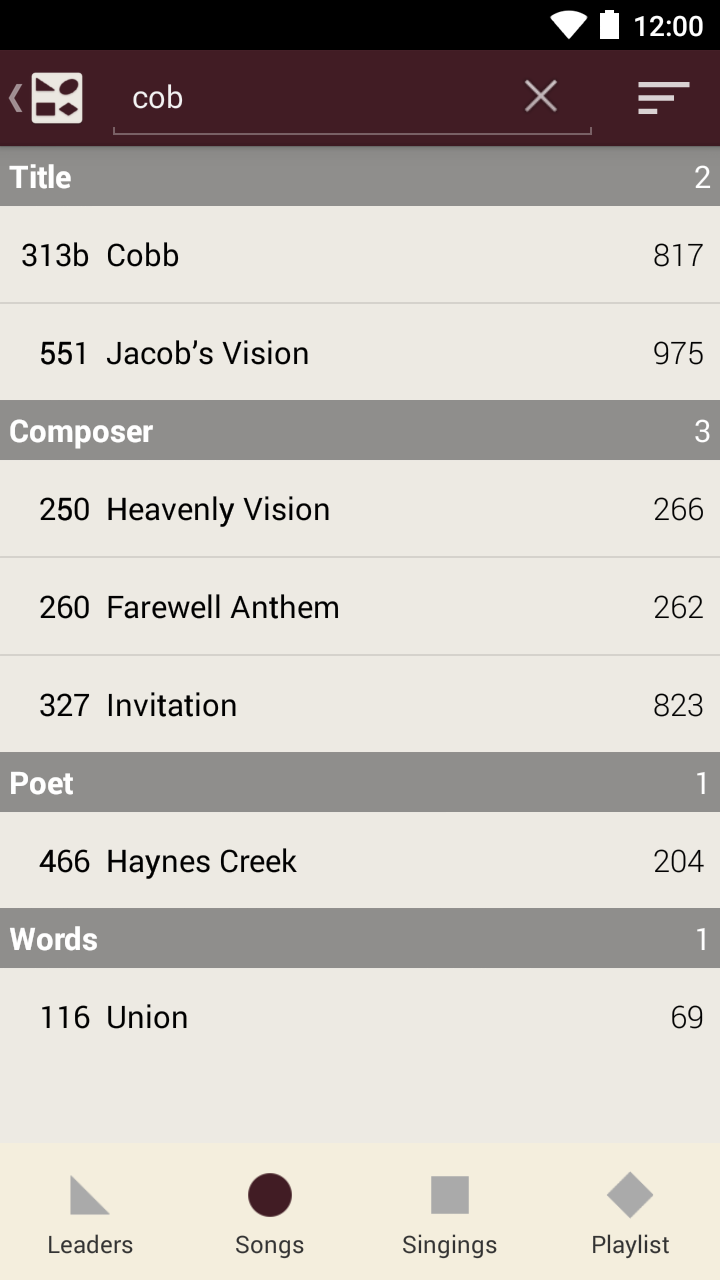 12:00
cob
Title 2
313b Cobb 817
551 Jacob’s Vision 975
Composer 3
250 Heavenly Vision 266
260 Farewell Anthem 262
327 Invitation 823
Poet 1
466 Haynes Creek 204
Words 1
116 Union 69
Leaders Songs Singings Playlist